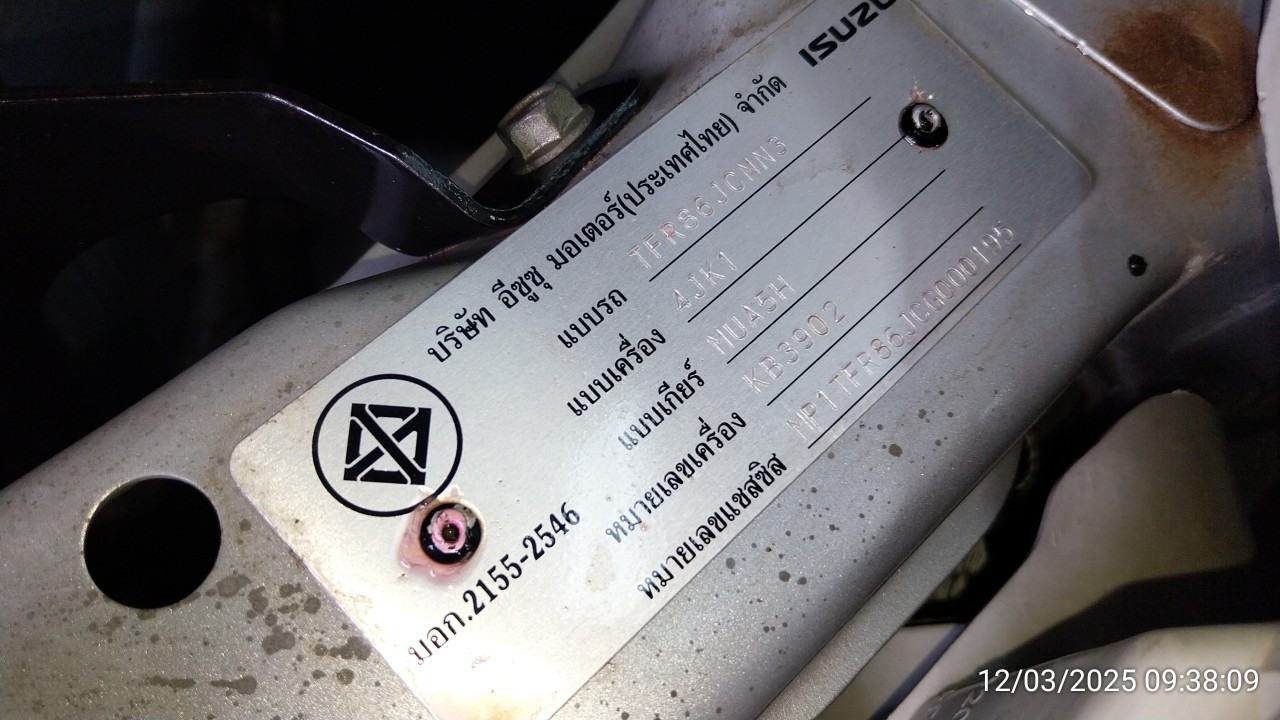 ISUZU
บริษัท อีซูซุ มอเตอร์(ประเทศไทย) จำกัด
แบบรถ TFR86JCMN3
แบบเครื่อง 4JK1
แบบเกียร์ MUA5H
หมายเลขเครื่อง KB3902
หมายเลขแชสซิส MP1TFR86JCG000195
มอก.2155-2546
12/03/2025 09:38:09